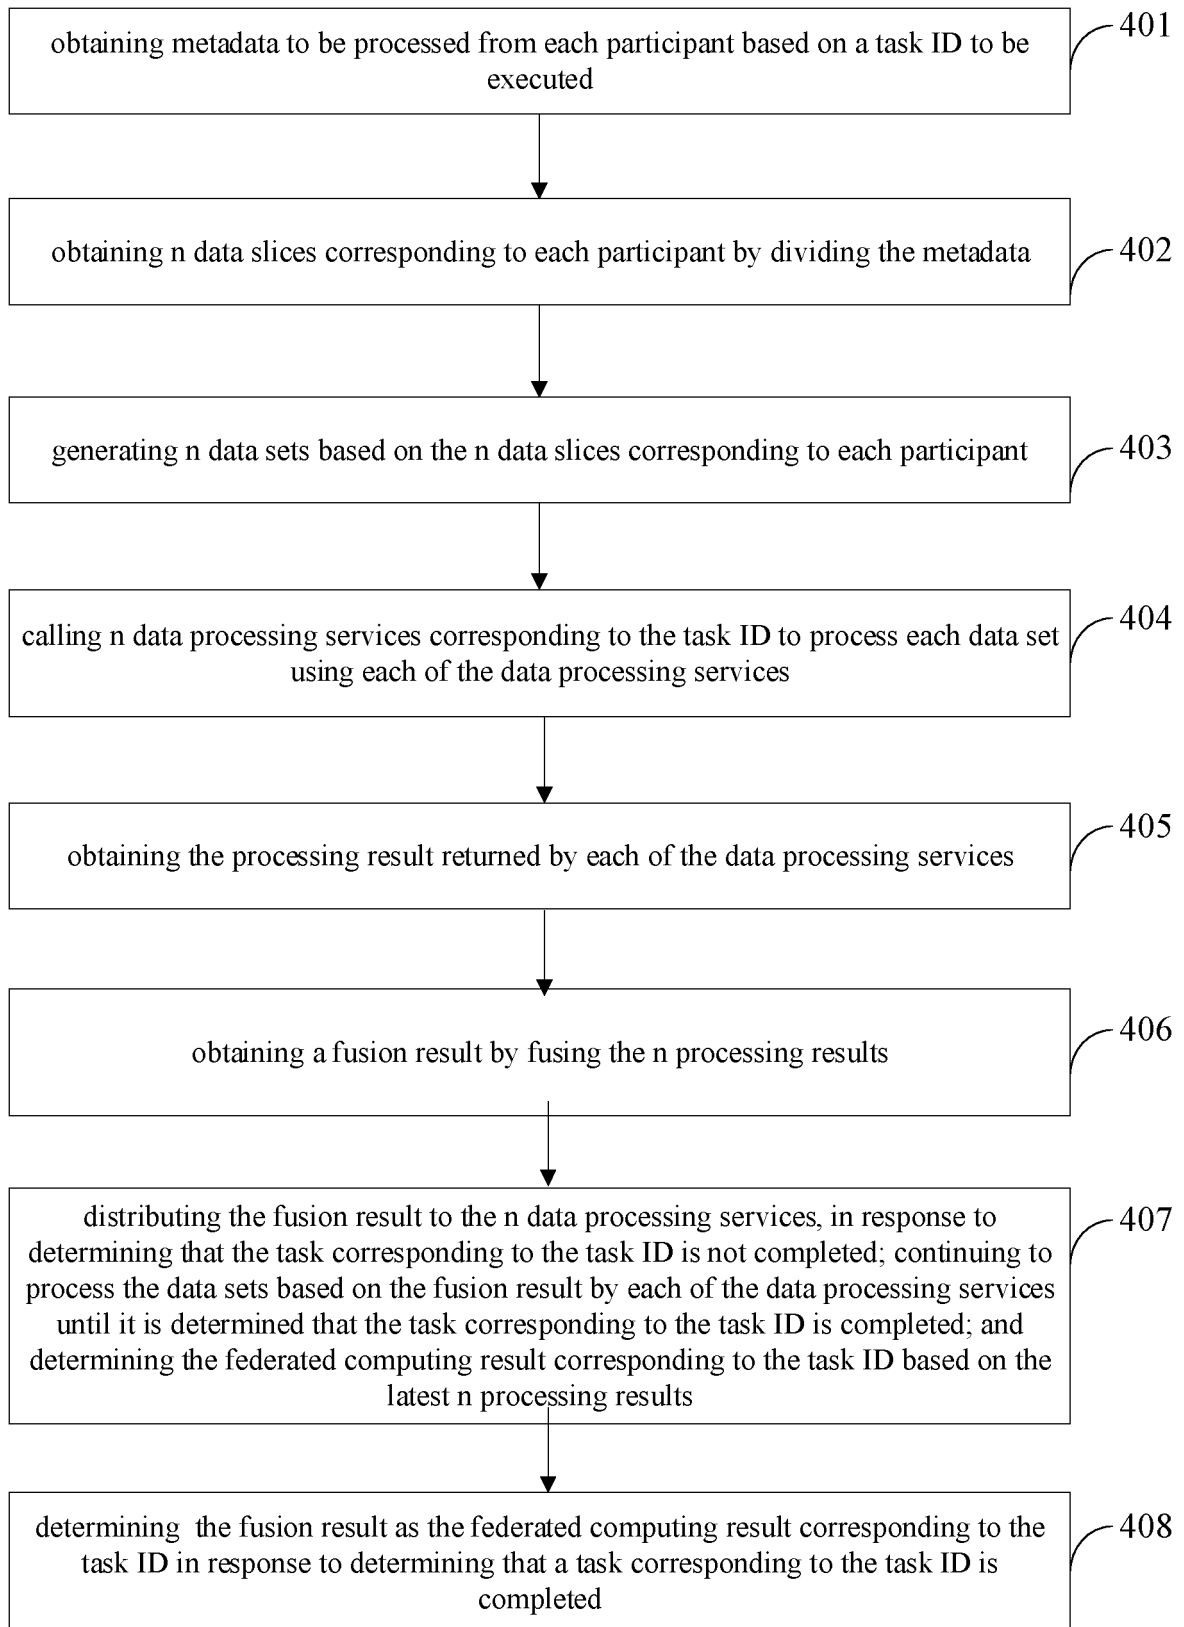 obtaining metadata to be processed from each participant based on a task ID to be
executed
401
obtaining n data slices corresponding to each participant by dividing the metadata
402
generating n data sets based on the n data slices corresponding to each participant
403
calling n data processing services corresponding to the task ID to process each data set
using each of the data processing services
404
obtaining the processing result returned by each of the data processing services
405
obtaining a fusion result by fusing the n processing results
406
distributing the fusion result to the n data processing services, in response to
determining that the task corresponding to the task ID is not completed; continuing to
process the data sets based on the fusion result by each of the data processing services
until it is determined that the task corresponding to the task ID is completed; and
determining the federated computing result corresponding to the task ID based on the
latest n processing results
407
determining the fusion result as the federated computing result corresponding to the
task ID in response to determining that a task corresponding to the task ID is
completed
408